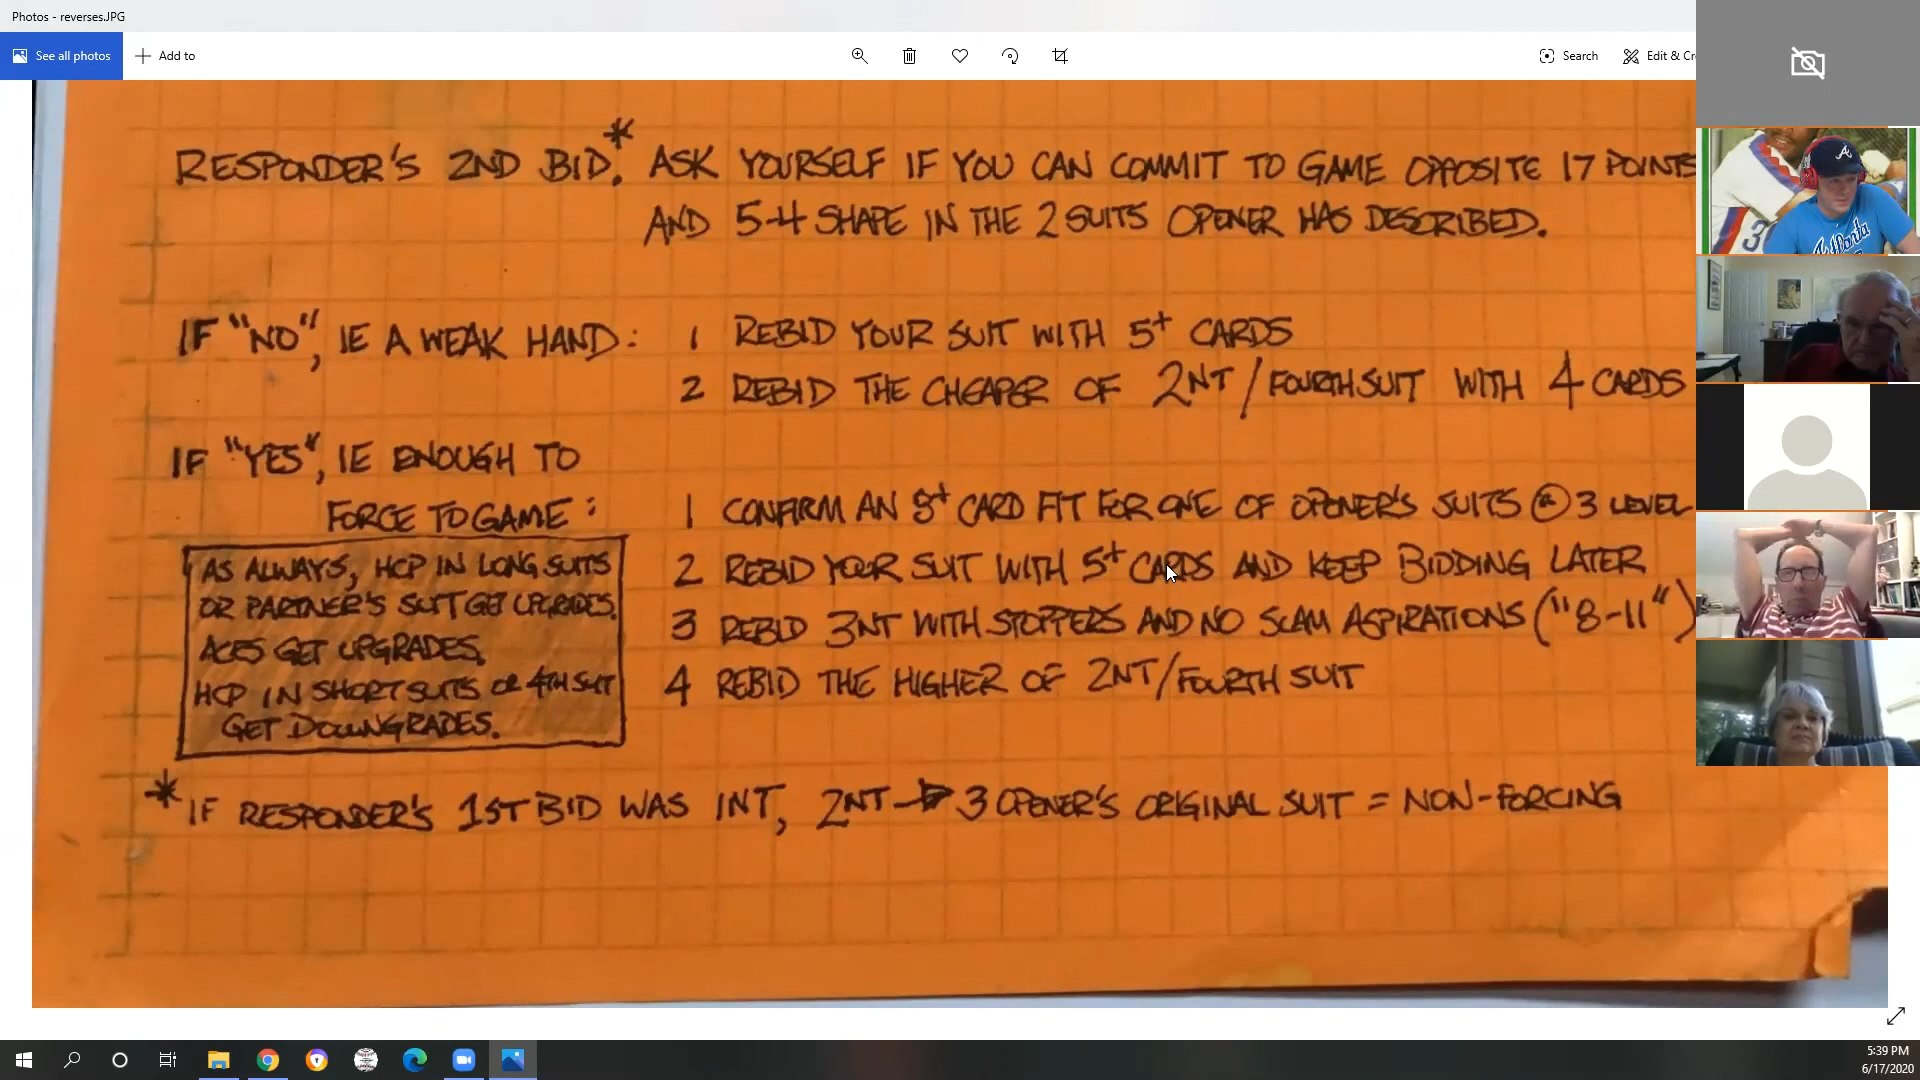 Photos - reverses.JPG
See all photos
Add to
Search
Edit & Cr
RESPONDER'S 2ND BID.* ASK YOURSELF IF YOU CAN COMMIT TO GAME OPPOSITE 17 POINTS
AND 5-4 SHAPE IN THE 2 SUITS OPENER HAS DESCRIBED.
IF "NO", IE A WEAK HAND: 1 REBID YOUR SUIT WITH 5+ CARDS
2 REBID THE CHEAPER OF 2NT/FOURTH SUIT WITH 4 CARDS
IF "YES", IE ENOUGH TO
FORCE TO GAME: 1 CONFIRM AN 8+ CARD FIT FOR ONE OF OPENER'S SUITS @ 3 LEVEL
2 REBID YOUR SUIT WITH 5+ CARDS AND KEEP BIDDING LATER
3 REBID 3NT WITH STOPPERS AND NO SLAM ASPIRATIONS ("8-11")
4 REBID THE HIGHER OF 2NT/FOURTH SUIT
AS ALWAYS, HCP IN LONG SUITS
OR PARTNER'S SUIT GET UPGRADES.
ACES GET UPGRADES.
HCP IN SHORT SUITS OR 4TH SUIT
GET DOWNGRADES.
* IF RESPONDER'S 1ST BID WAS 1NT, 2NT → 3 OPENER'S ORIGINAL SUIT = NON-FORCING
Atlanta
5:39 PM
6/17/2020